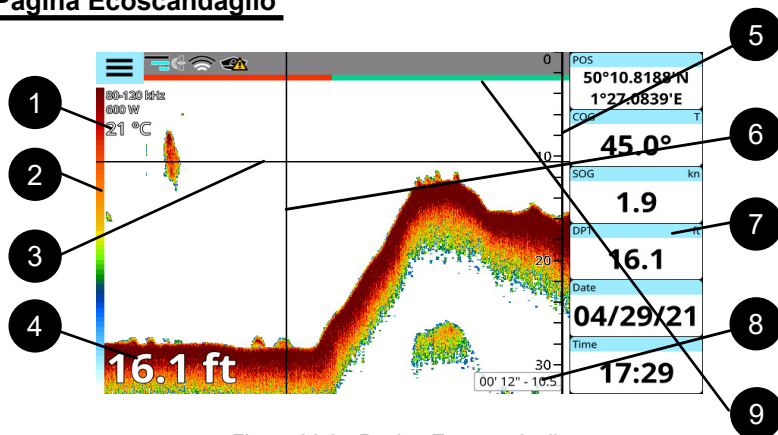 Pagina Ecoscandaglio
80-120 kHz
600 W
21 °C
16.1 ft
0
10
20
30
00' 12" - 10.5
POS
50°10.8188'N
1°27.0839'E
COG T
45.0°
SOG kn
1.9
DPT ft
16.1
Date
04/29/21
Time
17:29
1
2
3
4
5
6
7
8
9